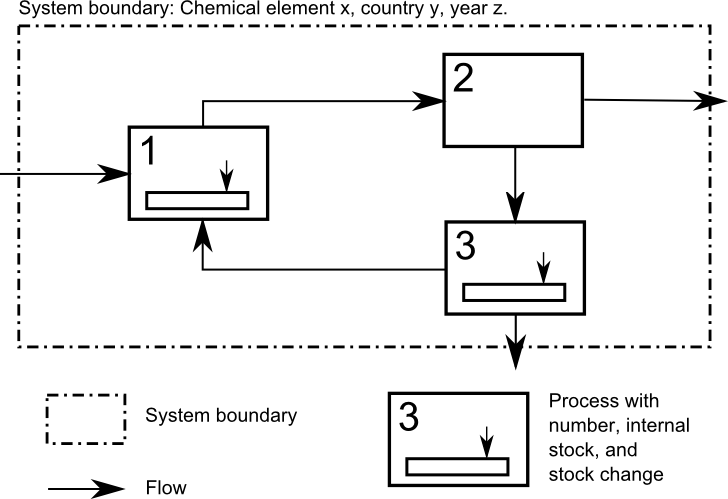 System boundary: Chemical element x, country y, year z.
2
1
3
System boundary
Flow
3
Process with
number, internal
stock, and
stock change